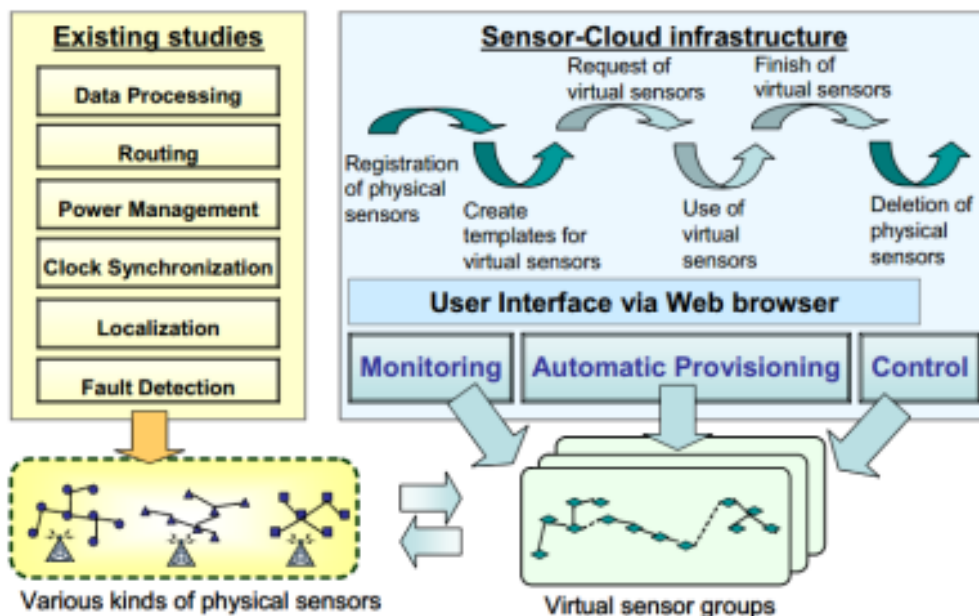 Existing studies
Data Processing
Routing
Power Management
Clock Synchronization
Localization
Fault Detection
Various kinds of physical sensors
Sensor-Cloud infrastructure
Registration
of physical
sensors
Create
templates for
virtual sensors
Request of
virtual sensors
Use of
virtual
sensors
Finish of
virtual sensors
Deletion of
physical
sensors
User Interface via Web browser
Monitoring
Automatic Provisioning
Control
Virtual sensor groups